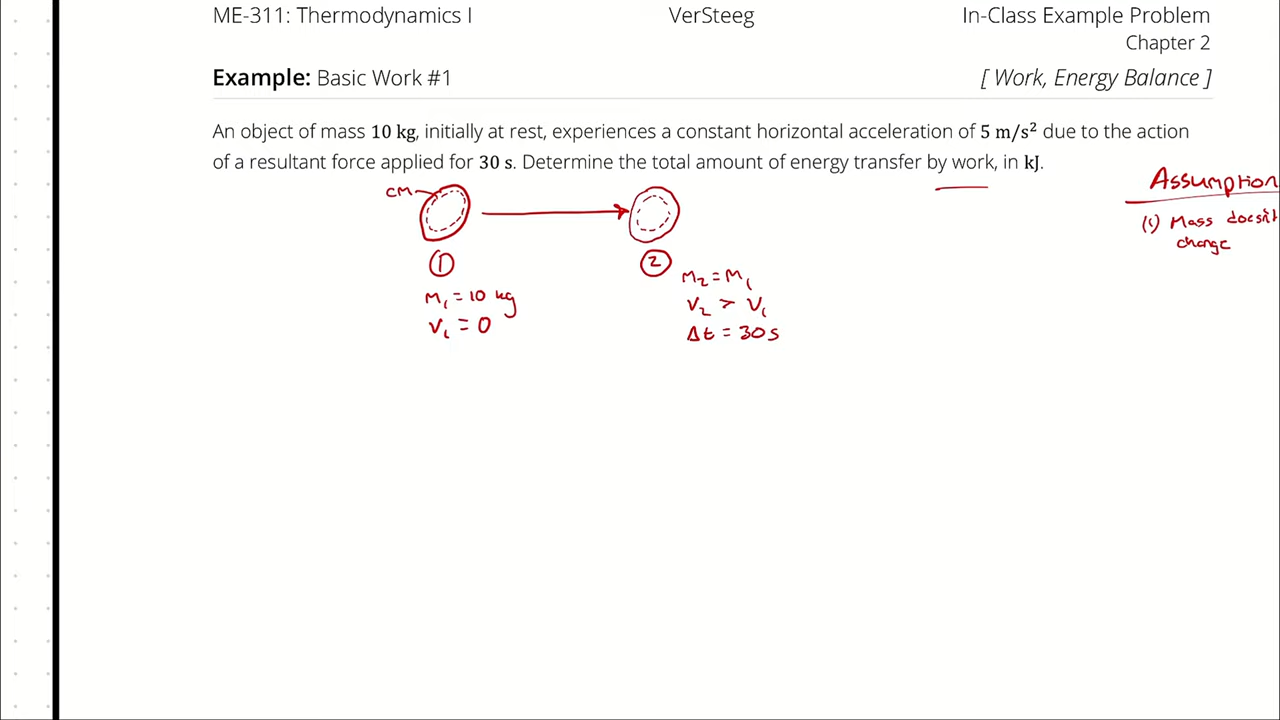 ME-311: Thermodynamics I VerSteeg In-Class Example Problem
Chapter 2
Example: Basic Work #1 [ Work, Energy Balance ]
An object of mass 10 kg, initially at rest, experiences a constant horizontal acceleration of 5 m/s² due to the action
of a resultant force applied for 30 s. Determine the total amount of energy transfer by work, in kJ.
Assumption
(1) Mass doesn't
change
CM
① ②
M₁ = 10 kg
V₁ = 0
M₂ = M₁
V₂ > V₁
Δt = 30s